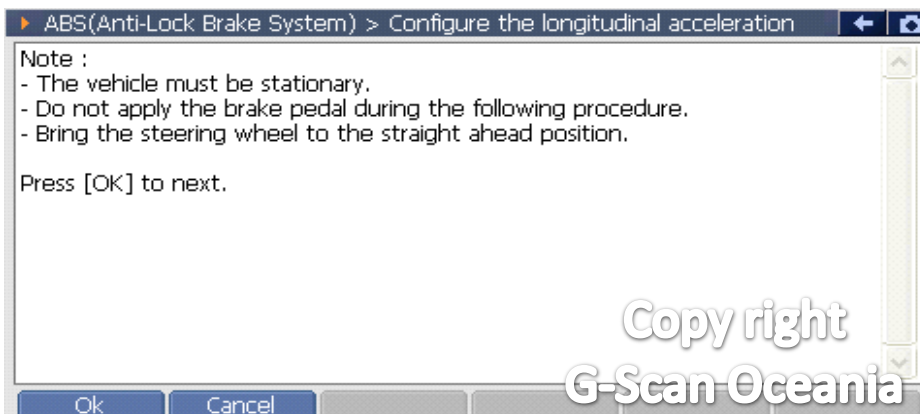 ABS(Anti-Lock Brake System) > Configure the longitudinal acceleration
Note :
- The vehicle must be stationary.
- Do not apply the brake pedal during the following procedure.
- Bring the steering wheel to the straight ahead position.
Press [OK] to next.
Copy right
G-Scan Oceania
Ok
Cancel